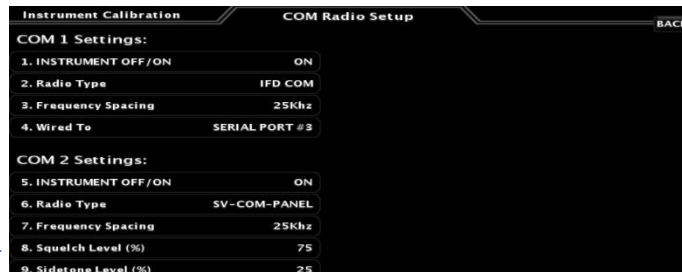 Instrument Calibration
COM Radio Setup
BACK
COM 1 Settings:
1. INSTRUMENT OFF/ON ON
2. Radio Type IFD COM
3. Frequency Spacing 25Khz
4. Wired To SERIAL PORT #3
COM 2 Settings:
5. INSTRUMENT OFF/ON ON
6. Radio Type SV-COM-PANEL
7. Frequency Spacing 25Khz
8. Squelch Level (%) 75
9. Sidetone Level (%) 25